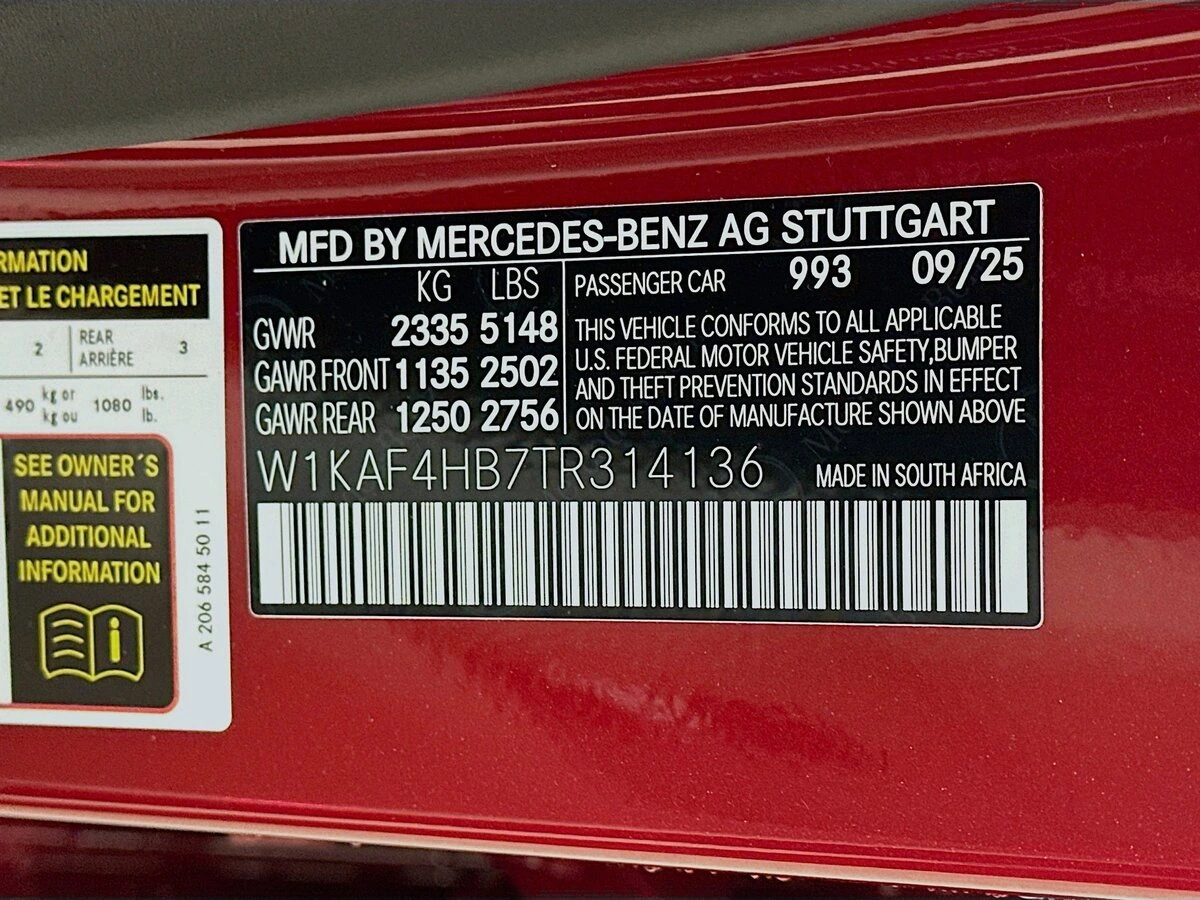 RMATION
ET LE CHARGEMENT
2 REAR ARRIÈRE 3
490 kg or kg ou 1080 lbs. lb.
SEE OWNER´S
MANUAL FOR
ADDITIONAL
INFORMATION
i
A 206 584 50 11
MFD BY MERCEDES-BENZ AG STUTTGART
KG LBS
GVWR 2335 5148
GAWR FRONT 1135 2502
GAWR REAR 1250 2756
PASSENGER CAR 993 09/25
THIS VEHICLE CONFORMS TO ALL APPLICABLE
U.S. FEDERAL MOTOR VEHICLE SAFETY,BUMPER
AND THEFT PREVENTION STANDARDS IN EFFECT
ON THE DATE OF MANUFACTURE SHOWN ABOVE
W1KAF4HB7TR314136 MADE IN SOUTH AFRICA